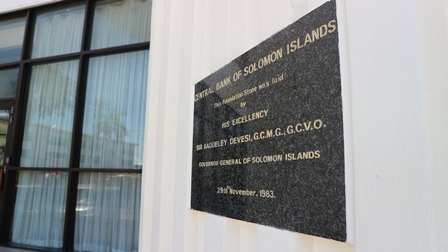 CENTRAL BANK OF SOLOMON ISLANDS
This Foundation Stone was laid
by
HIS EXCELLENCY
SIR BADDELEY DEVESI, G.C.M.G., G.C.V.O.
GOVERNOR-GENERAL OF SOLOMON ISLANDS
29th November, 1983.